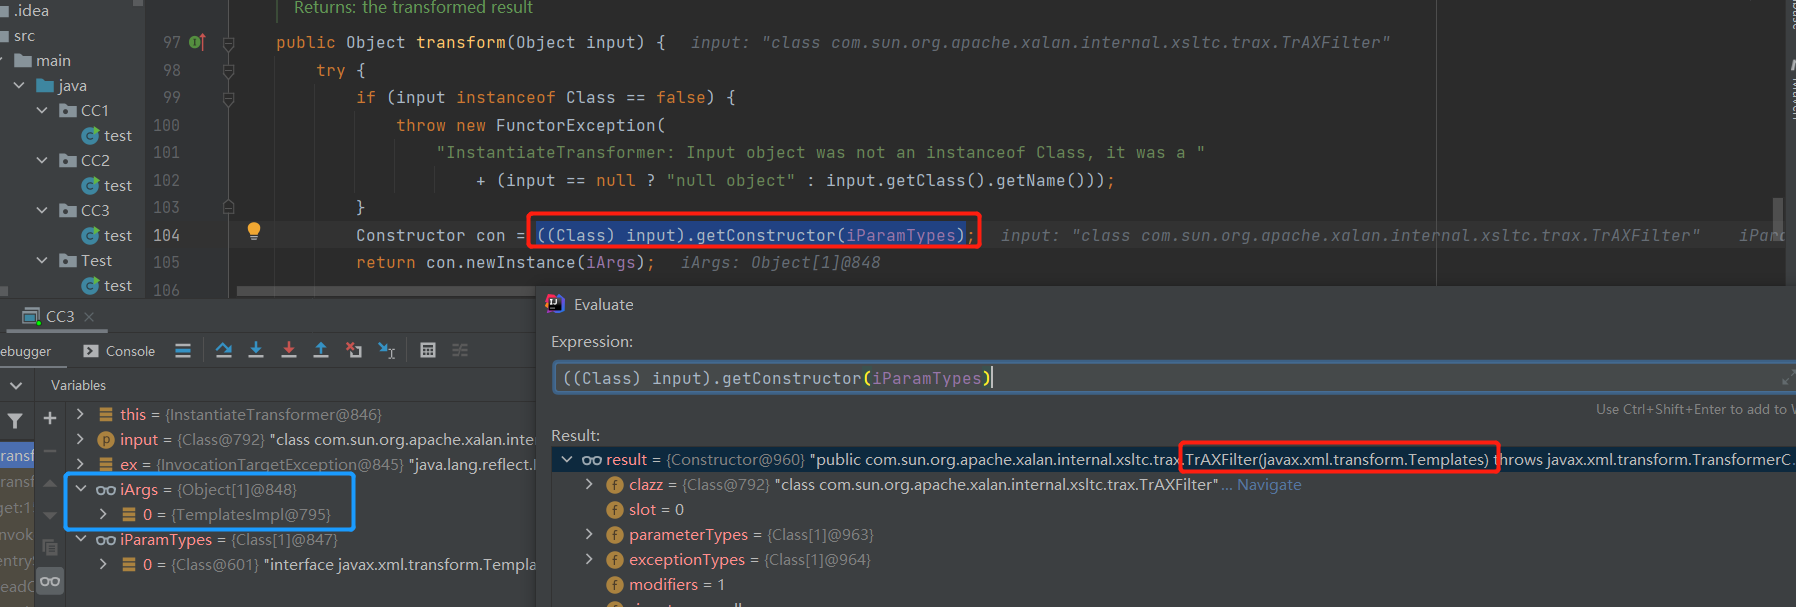 .idea
src
main
java
CC1
test
CC2
test
CC3
test
Test
test
Returns: the transformed result
97 public Object transform(Object input) { input: "class com.sun.org.apache.xalan.internal.xsltc.trax.TrAXFilter"
98 try {
99 if (input instanceof Class == false) {
100 throw new FunctorException(
101 "InstantiateTransformer: Input object was not an instanceof Class, it was a "
102 + (input == null ? "null object" : input.getClass().getName()));
103 }
104 Constructor con = ((Class) input).getConstructor(iParamTypes); input: "class com.sun.org.apache.xalan.internal.xsltc.trax.TrAXFilter" iPara
105 return con.newInstance(iArgs); iArgs: Object[1]@848
106
CC3
ebugger Console
Variables
this = {InstantiateTransformer@846}
input = {Class@792} "class com.sun.org.apache.xalan.inte
ex = {InvocationTargetException@845} "java.lang.reflect.
iArgs = {Object[1]@848}
0 = {TemplatesImpl@795}
iParamTypes = {Class[1]@847}
0 = {Class@601} "interface javax.xml.transform.Templa
ransf
ransf
get:1
nvok
entry
eadC
Evaluate
Expression:
((Class) input).getConstructor(iParamTypes)
Use Ctrl+Shift+Enter to add to
Result:
result = {Constructor@960} "public com.sun.org.apache.xalan.internal.xsltc.trax.TrAXFilter(javax.xml.transform.Templates) throws javax.xml.transform.TransformerC...
clazz = {Class@792} "class com.sun.org.apache.xalan.internal.xsltc.trax.TrAXFilter"... Navigate
slot = 0
parameterTypes = {Class[1]@963}
exceptionTypes = {Class[1]@964}
modifiers = 1